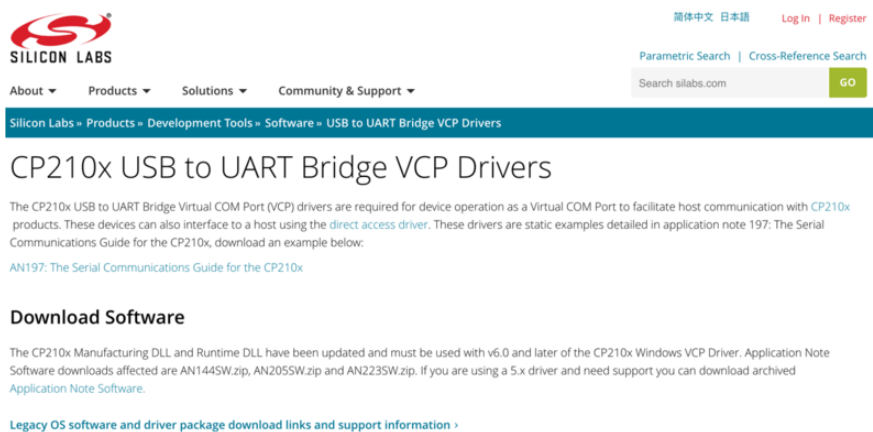 简体中文 日本語 Log In | Register
SILICON LABS
Parametric Search | Cross-Reference Search
About Products Solutions Community & Support
Search silabs.com GO
Silicon Labs » Products » Development Tools » Software » USB to UART Bridge VCP Drivers
CP210x USB to UART Bridge VCP Drivers
The CP210x USB to UART Bridge Virtual COM Port (VCP) drivers are required for device operation as a Virtual COM Port to facilitate host communication with CP210x
products. These devices can also interface to a host using the direct access driver. These drivers are static examples detailed in application note 197: The Serial
Communications Guide for the CP210x, download an example below:
AN197: The Serial Communications Guide for the CP210x
Download Software
The CP210x Manufacturing DLL and Runtime DLL have been updated and must be used with v6.0 and later of the CP210x Windows VCP Driver. Application Note
Software downloads affected are AN144SW.zip, AN205SW.zip and AN223SW.zip. If you are using a 5.x driver and need support you can download archived
Application Note Software.
Legacy OS software and driver package download links and support information ›